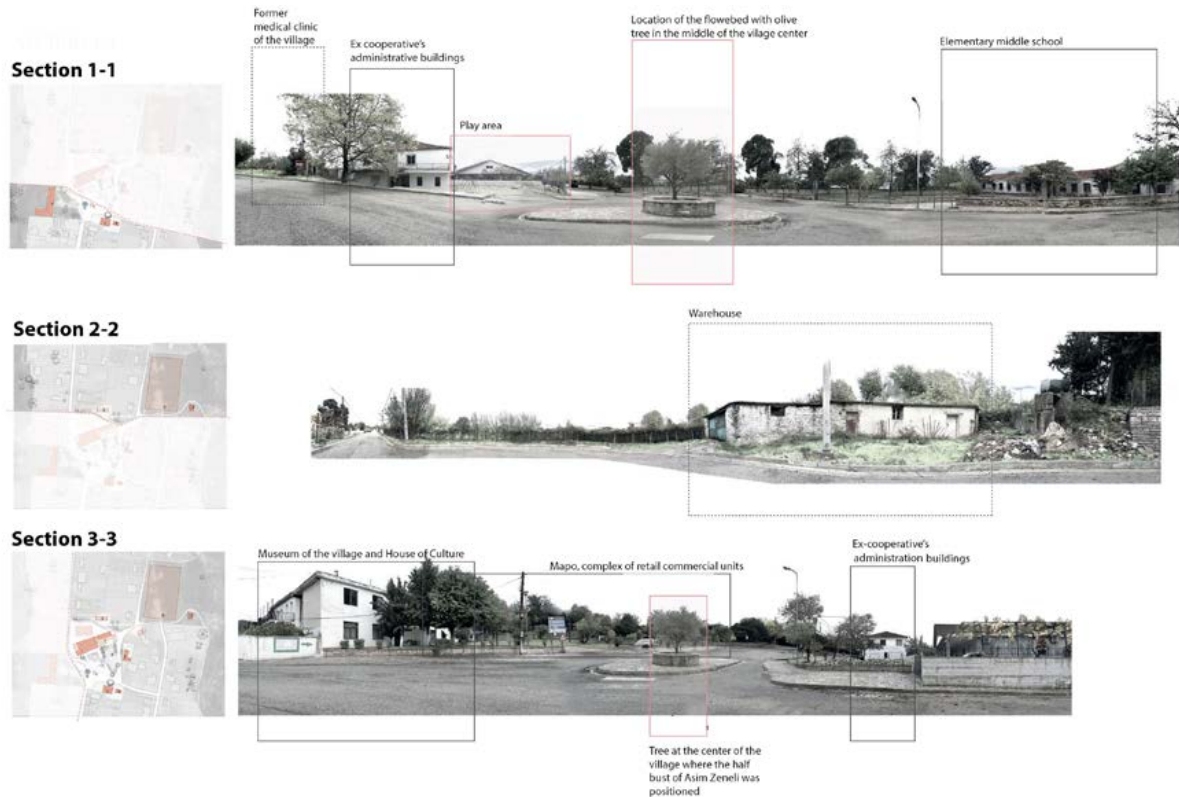 Former
medical clinic
of the village
Ex cooperative's
administrative buildings
Location of the flowebed with olive
tree in the middle of the vilage center
Elementary middle school
Section 1-1
Play area
Section 2-2
Warehouse
Section 3-3
Museum of the village and House of Culture
Mapo, complex of retail commercial units
Ex-cooperative's
administration buildings
Tree at the center of the
village where the half
bust of Asim Zeneli was
positioned